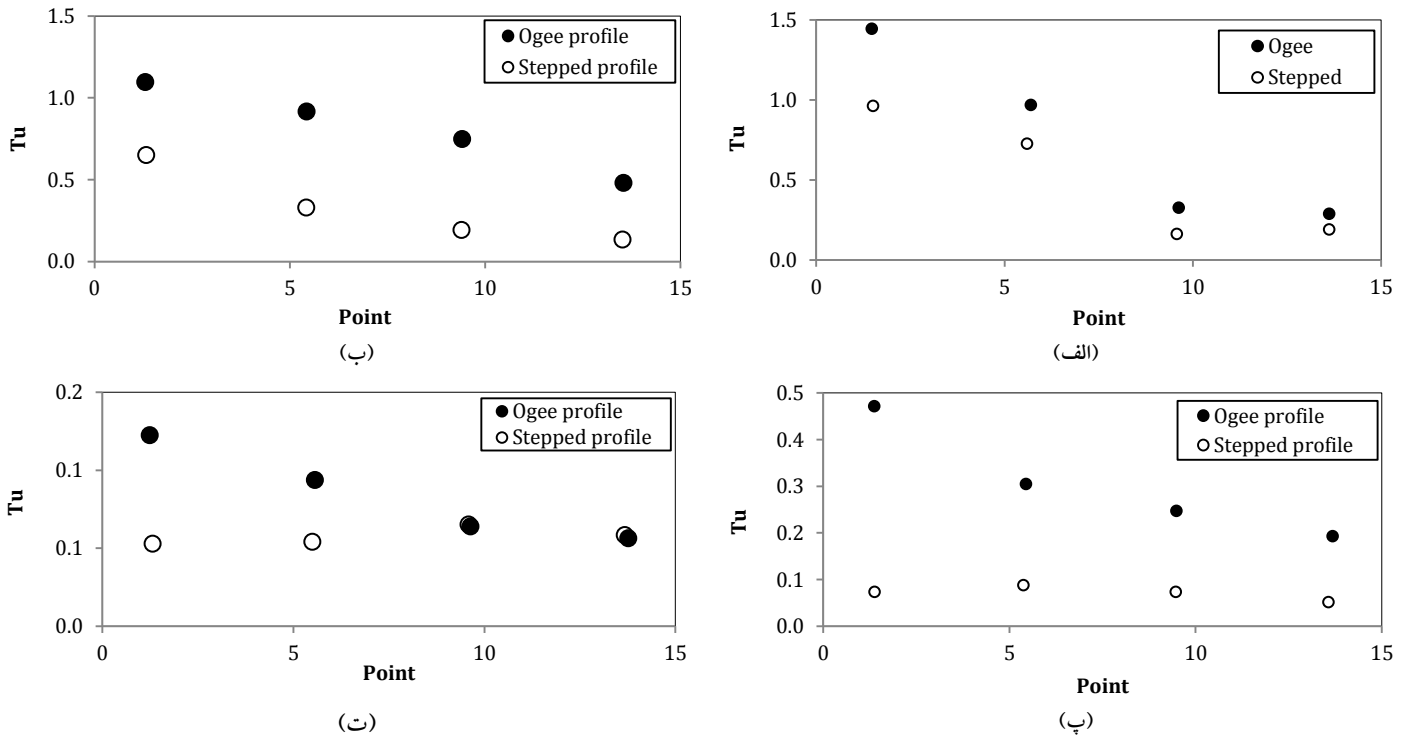 1.5
1.0
0.5
0.0
Tu
Ogee profile
Stepped profile
0 5 10 15
Point
(ب)
1.5
1.0
0.5
0.0
Tu
Ogee
Stepped
0 5 10 15
Point
(الف)
0.2
0.1
0.1
0.0
Tu
Ogee profile
Stepped profile
0 5 10 15
Point
(ت)
0.5
0.4
0.3
0.2
0.1
0.0
Tu
Ogee profile
Stepped profile
0 5 10 15
Point
(پ)